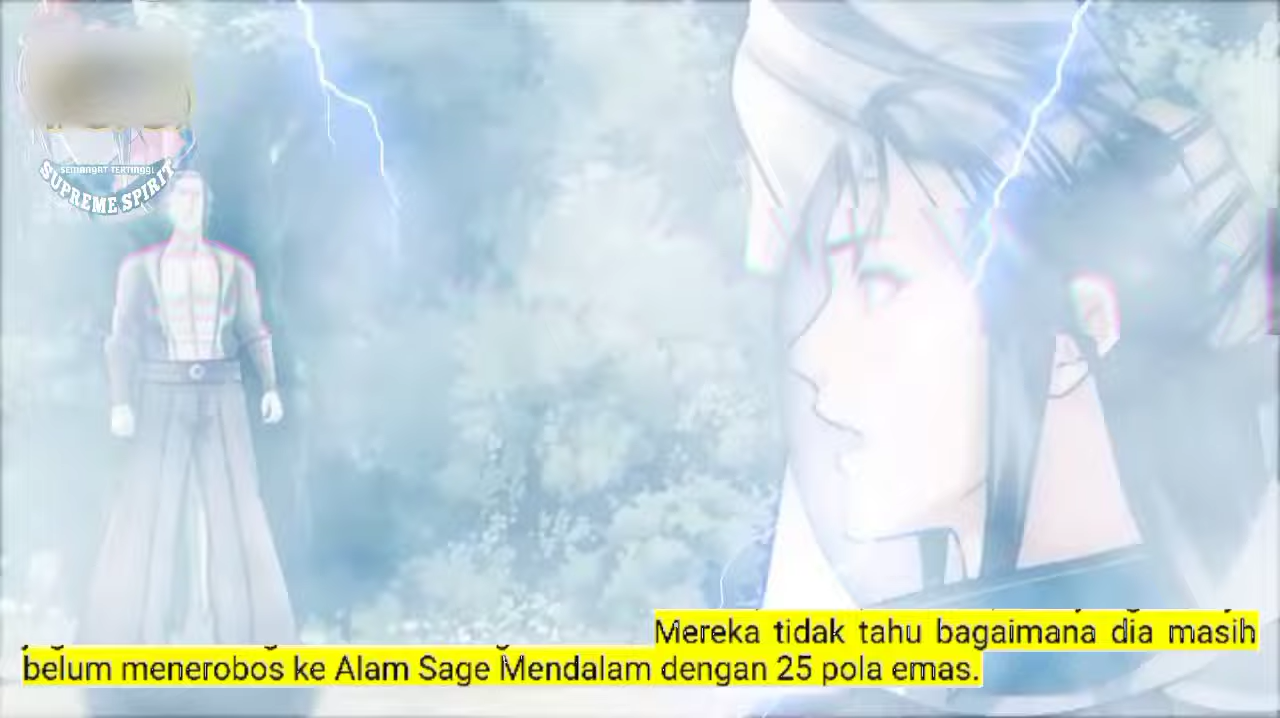 SEMANGAT TERTINGGI
SUPREME SPIRIT
Mereka tidak tahu bagaimana dia masih
belum menerobos ke Alam Sage Mendalam dengan 25 pola emas.